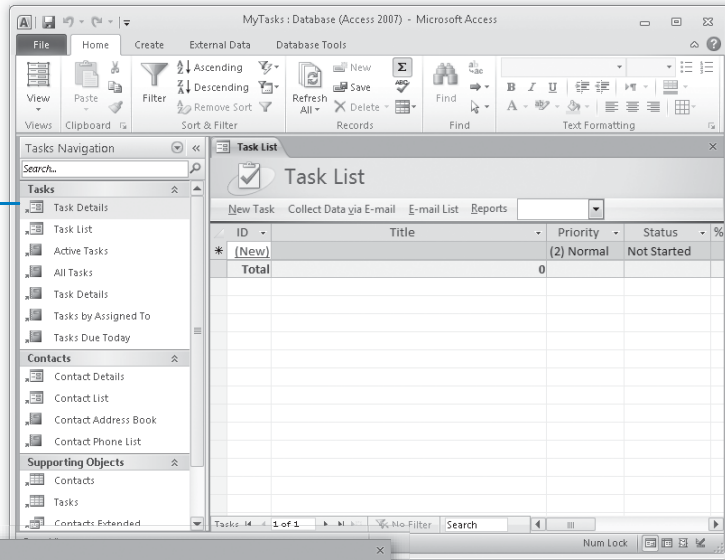 MyTasks : Database (Access 2007) - Microsoft Access
File Home Create External Data Database Tools
View
Views
Paste
Clipboard
Filter
Ascending
Descending
Remove Sort
Sort & Filter
Refresh All
New
Save
Delete
Records
Find
Find
B I U
A
Text Formatting
Tasks Navigation
Search...
Tasks
Task Details
Task List
Active Tasks
All Tasks
Task Details
Tasks by Assigned To
Tasks Due Today
Contacts
Contact Details
Contact List
Contact Address Book
Contact Phone List
Supporting Objects
Contacts
Tasks
Contacts Extended
Task List
Task List
New Task Collect Data via E-mail E-mail List Reports
ID Title Priority Status %
(New) (2) Normal Not Started
Total 0
Tasks 1 of 1 No Filter Search
Num Lock